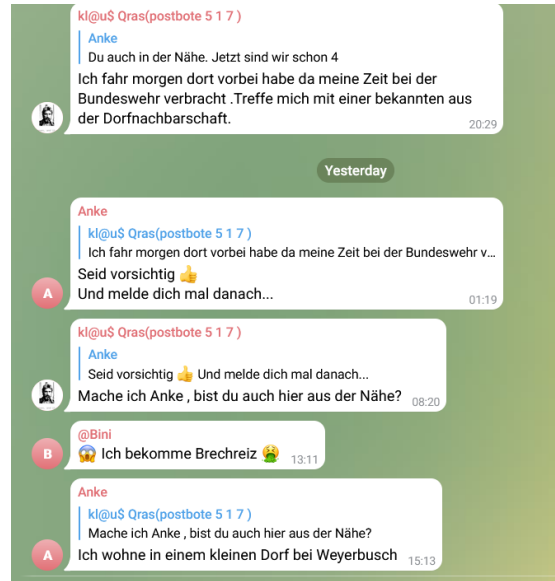 kl@u$ Qras(postbote 5 1 7 )
Anke
Du auch in der Nähe. Jetzt sind wir schon 4
Ich fahr morgen dort vorbei habe da meine Zeit bei der
Bundeswehr verbracht .Treffe mich mit einer bekannten aus
der Dorfnachbarschaft.
20:29
Yesterday
Anke
kl@u$ Qras(postbote 5 1 7 )
Ich fahr morgen dort vorbei habe da meine Zeit bei der Bundeswehr v...
Seid vorsichtig 👍
Und melde dich mal danach...
A
01:19
kl@u$ Qras(postbote 5 1 7 )
Anke
Seid vorsichtig 👍 Und melde dich mal danach...
Mache ich Anke , bist du auch hier aus der Nähe? 08:20
@Bini
B
😱 Ich bekomme Brechreiz 🤮 13:11
Anke
kl@u$ Qras(postbote 5 1 7 )
Mache ich Anke , bist du auch hier aus der Nähe?
A
Ich wohne in einem kleinen Dorf bei Weyerbusch 15:13